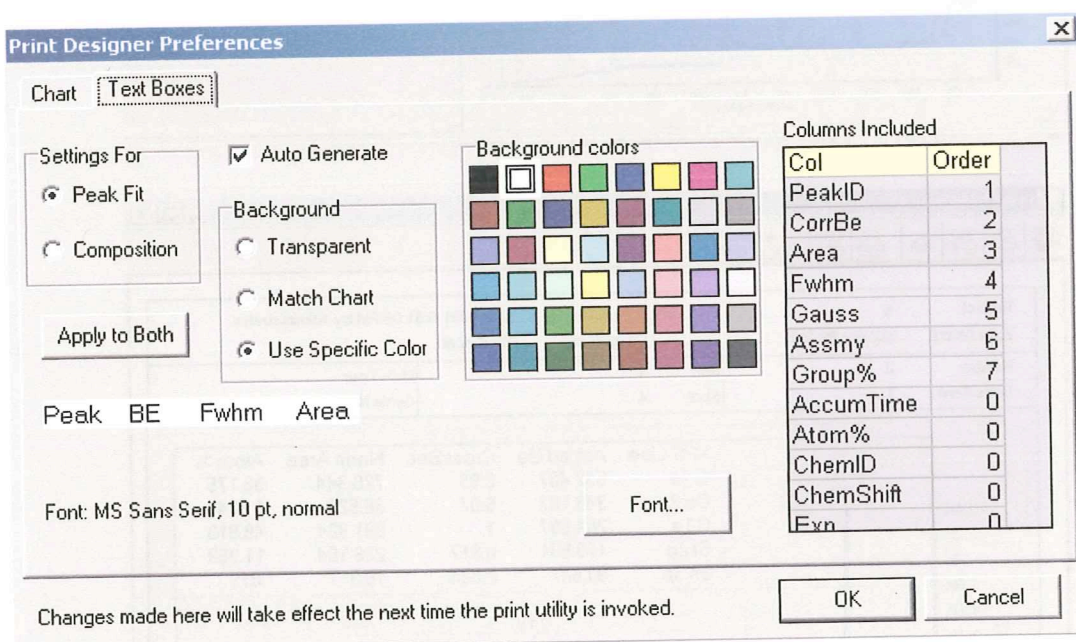 Print Designer Preferences
Chart
Text Boxes
Settings For
Peak Fit
Composition
Apply to Both
Auto Generate
Background
Transparent
Match Chart
Use Specific Color
Background colors
Columns Included
Col Order
PeakID 1
CorrBe 2
Area 3
Fwhm 4
Gauss 5
Assmy 6
Group% 7
AccumTime 0
Atom% 0
ChemID 0
ChemShift 0
Exp 0
Peak BE Fwhm Area
Font: MS Sans Serif, 10 pt, normal
Font...
Changes made here will take effect the next time the print utility is invoked.
OK
Cancel